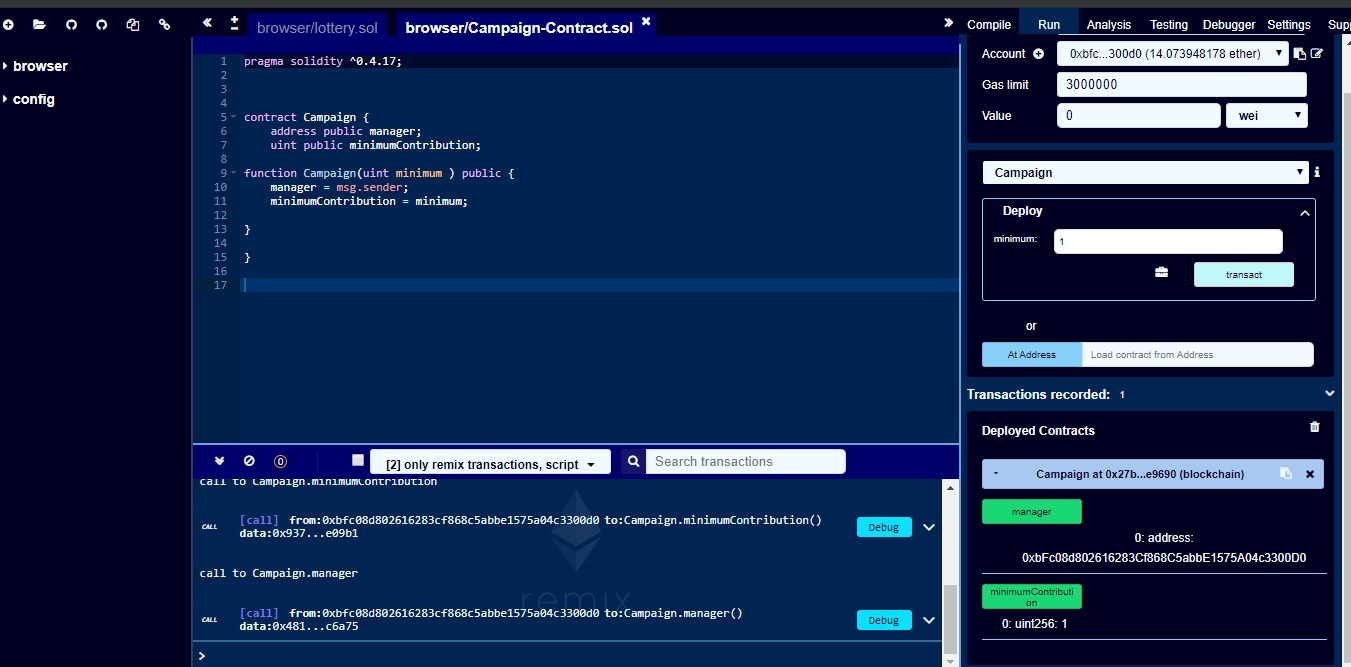 browser/lottery.sol
browser/Campaign-Contract.sol
Compile
Run
Analysis
Testing
Debugger
Settings
Supp
browser
config
1 pragma solidity ^0.4.17;
2
3
4
5 contract Campaign {
6 address public manager;
7 uint public minimumContribution;
8
9 function Campaign(uint minimum ) public {
10 manager = msg.sender;
11 minimumContribution = minimum;
12
13 }
14
15 }
16
17
Account
0xbfc...300d0 (14.073948178 ether)
Gas limit
3000000
Value
0
wei
Campaign
Deploy
minimum:
1
transact
or
At Address
Load contract from Address
Transactions recorded: 1
Deployed Contracts
Campaign at 0x27b...e9690 (blockchain)
manager
0: address:
0xbFc08d802616283Cf868C5abbE1575A04c3300D0
minimumContributi
on
0: uint256: 1
0
[2] only remix transactions, script
Search transactions
call to Campaign.minimumContribution
CALL
[call] from:0xbfc08d802616283cf868c5abbe1575a04c3300d0 to:Campaign.minimumContribution()
data:0x937...e09b1
Debug
call to Campaign.manager
remix
CALL
[call] from:0xbfc08d802616283cf868c5abbe1575a04c3300d0 to:Campaign.manager()
data:0x481...c6a75
Debug
>